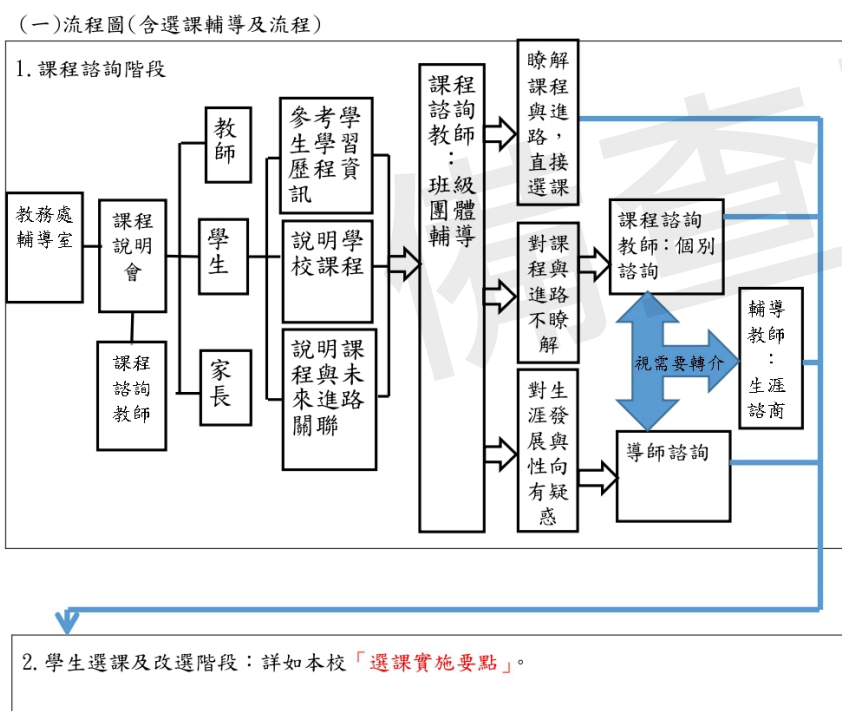 (一)流程圖(含選課輔導及流程)
1.課程諮詢階段
教務處
輔導室
課程
說明
會
課程
諮詢
教師
教
師
學
生
家
長
參考學
生學習
歷程資
訊
說明學
校課程
說明課
程與未
來進路
關聯
課程
諮詢
教師
：
班級
團體
輔導
瞭解
課程
與進
路，
直接
選課
對課
程與
進路
不瞭
解
對生
涯發
展與
性向
有疑
惑
課程諮詢
教師：個別
諮詢
視需要轉介
導師諮詢
輔導
教師
：
生涯
諮商
備查
2.學生選課及改選階段：詳如本校「選課實施要點」。